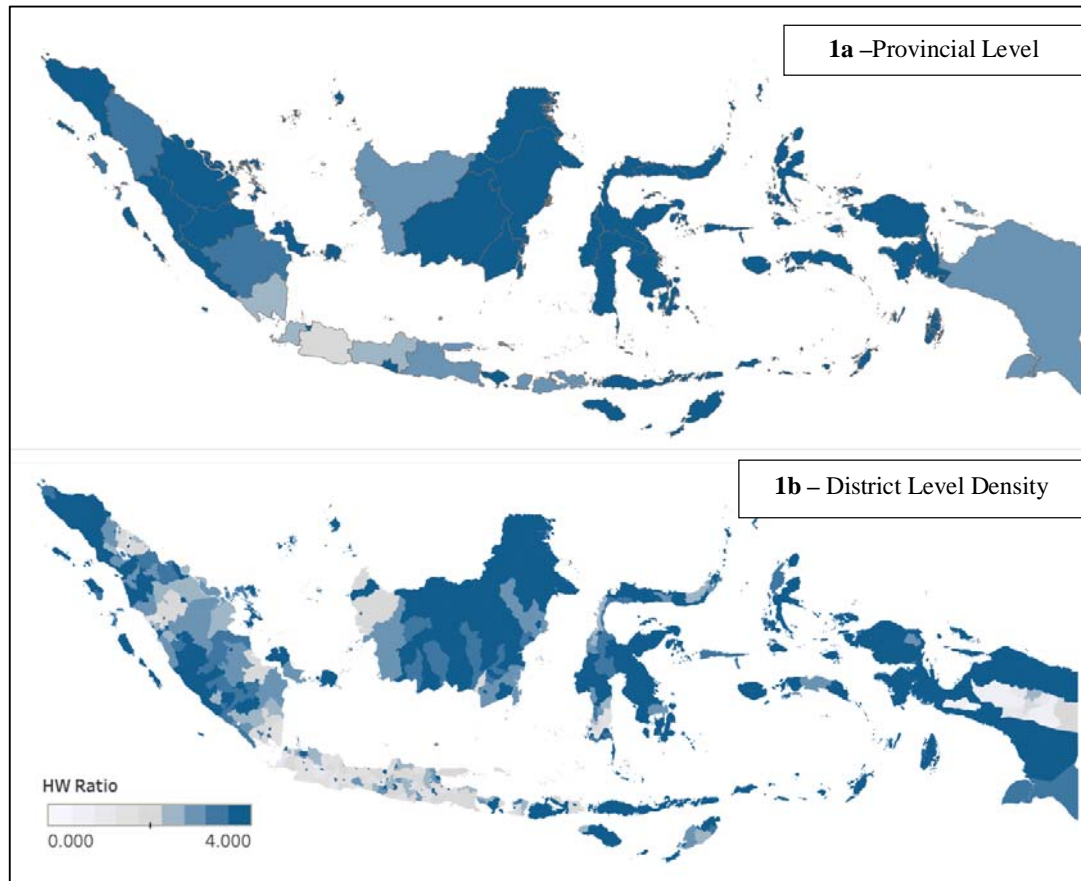 1a –Provincial Level
1b – District Level Density
HW Ratio
0.000 4.000